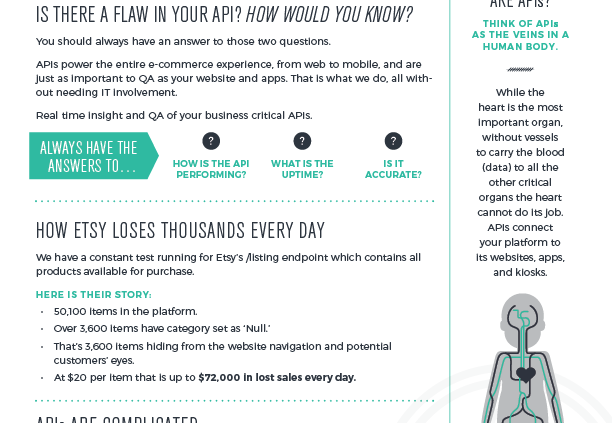 IS THERE A FLAW IN YOUR API? HOW WOULD YOU KNOW?
You should always have an answer to those two questions.
APIs power the entire e-commerce experience, from web to mobile, and are
just as important to QA as your website and apps. That is what we do, all with-
out needing IT involvement.
Real time insight and QA of your business critical APIs.
ALWAYS HAVE THE
ANSWERS TO...
?
HOW IS THE API
PERFORMING?
?
WHAT IS THE
UPTIME?
?
IS IT
ACCURATE?
HOW ETSY LOSES THOUSANDS EVERY DAY
We have a constant test running for Etsy's /listing endpoint which contains all
products available for purchase.
HERE IS THEIR STORY:
· 50,100 items in the platform.
· Over 3,600 items have category set as ‘Null.’
· That's 3,600 items hiding from the website navigation and potential
customers' eyes.
· At $20 per item that is up to $72,000 in lost sales every day.
APIs ARE COMPLICATED
ARE APIs?
THINK OF APIs
AS THE VEINS IN A
HUMAN BODY.
While the
heart is the most
important organ,
without vessels
to carry the blood
(data) to all the
other critical
organs the heart
cannot do its job.
APIs connect
your platform to
its websites, apps,
and kiosks.